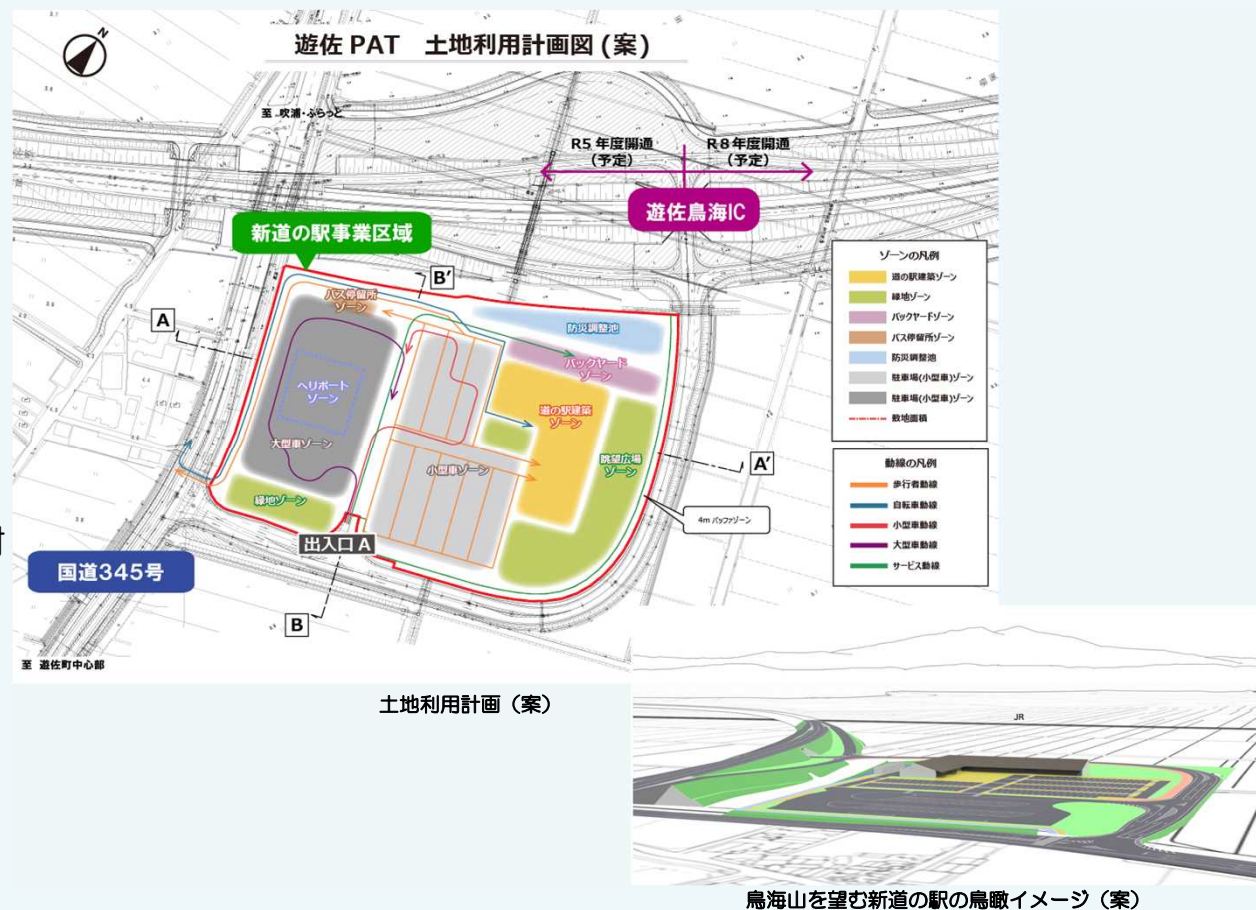 N
遊佐 PAT 土地利用計画図(案)
至 吹浦・ふらっと
R5 年度開通
(予定)
R8 年度開通
(予定)
遊佐鳥海IC
新道の駅事業区域
B'
A
バス停留所
ゾーン
防災調整池
バックヤード
ゾーン
ヘリポート
ゾーン
道の駅建築
ゾーン
大型車ゾーン
小型車ゾーン
眺望広場
ゾーン
A'
緑地ゾーン
4m バッファゾーン
出入口 A
国道345号
B
至 遊佐町中心部
ゾーンの凡例
道の駅建築ゾーン
緑地ゾーン
バックヤードゾーン
バス停留所ゾーン
防災調整池
駐車場(小型車)ゾーン
駐車場(小型車)ゾーン
敷地面積
動線の凡例
歩行者動線
自転車動線
小型車動線
大型車動線
サービス動線
土地利用計画（案）
JR
鳥海山を望む新道の駅の鳥瞰イメージ（案）